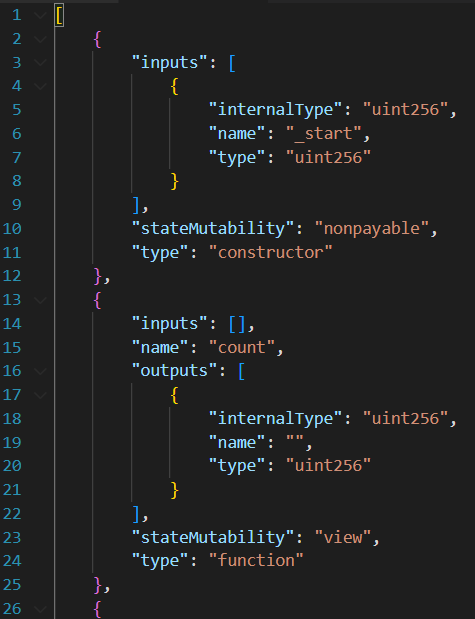 1 [
2 {
3 "inputs": [
4 {
5 "internalType": "uint256",
6 "name": "_start",
7 "type": "uint256"
8 }
9 ],
10 "stateMutability": "nonpayable",
11 "type": "constructor"
12 },
13 {
14 "inputs": [],
15 "name": "count",
16 "outputs": [
17 {
18 "internalType": "uint256",
19 "name": "",
20 "type": "uint256"
21 }
22 ],
23 "stateMutability": "view",
24 "type": "function"
25 },
26 {